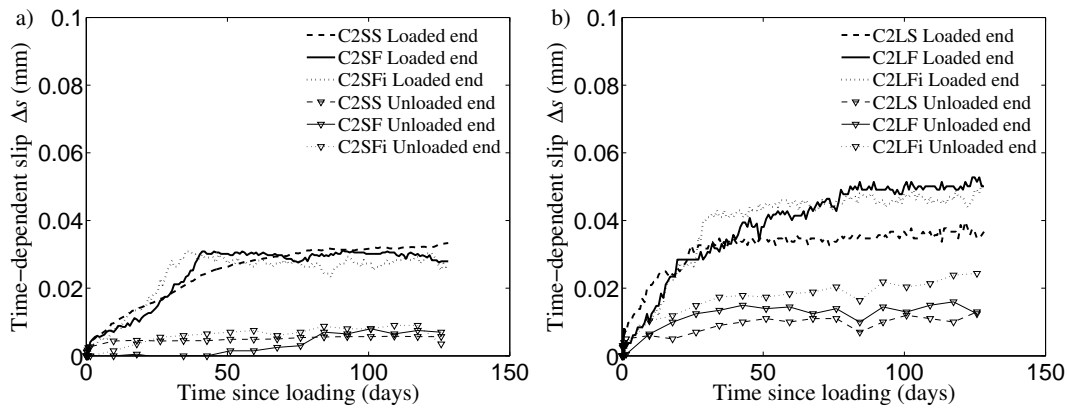 a)
0.1
0.08
0.06
0.04
0.02
0
Time−dependent slip Δs (mm)
C2SS Loaded end
C2SF Loaded end
C2SFi Loaded end
C2SS Unloaded end
C2SF Unloaded end
C2SFi Unloaded end
0 50 100 150
Time since loading (days)
b)
0.1
0.08
0.06
0.04
0.02
0
Time−dependent slip Δs (mm)
C2LS Loaded end
C2LF Loaded end
C2LFi Loaded end
C2LS Unloaded end
C2LF Unloaded end
C2LFi Unloaded end
0 50 100 150
Time since loading (days)